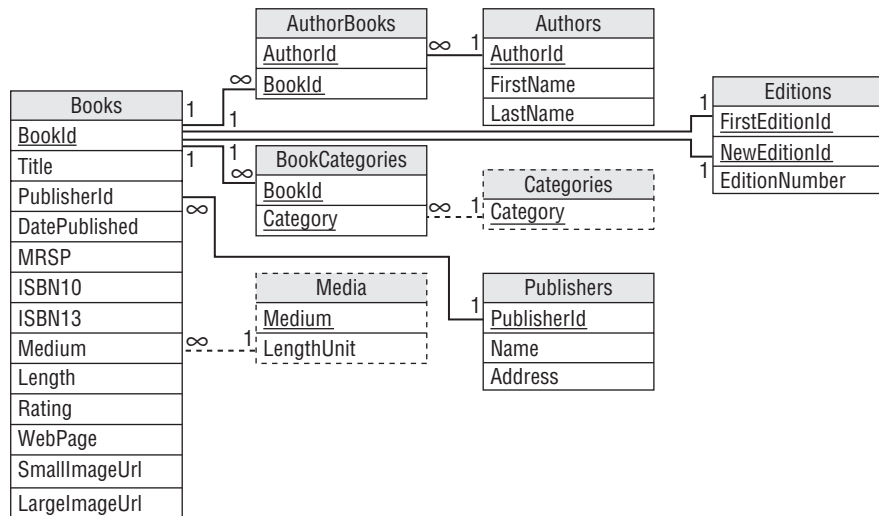 AuthorBooks
AuthorId
BookId
∞
∞
1
Authors
AuthorId
FirstName
LastName
Editions
FirstEditionId
NewEditionId
EditionNumber
1
1
Books
BookId
Title
PublisherId
DatePublished
MRSP
ISBN10
ISBN13
Medium
Length
Rating
WebPage
SmallImageUrl
LargeImageUrl
1
1
1
1
∞
∞
BookCategories
BookId
Category
∞
∞ 1
Categories
Category
Media
Medium
LengthUnit
1
1
Publishers
PublisherId
Name
Address